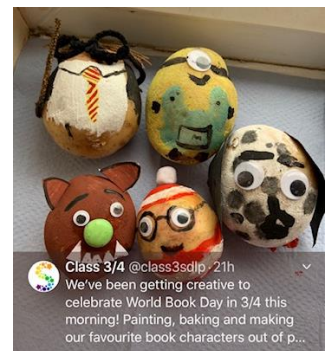 Class 3/4 @class3sdlp · 21h
We've been getting creative to
celebrate World Book Day in 3/4 this
morning! Painting, baking and making
our favourite book characters out of p...